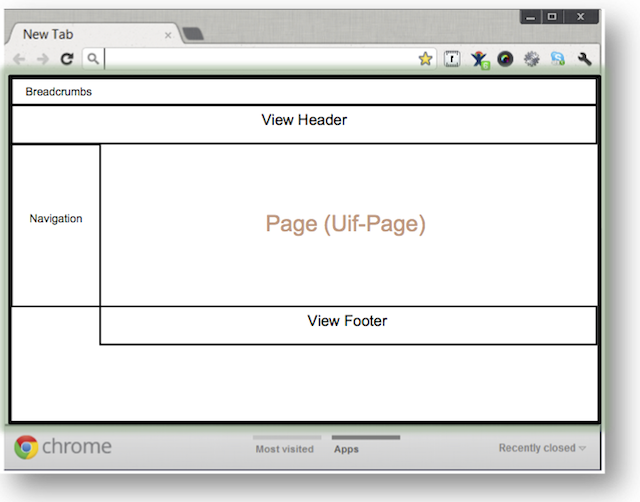 New Tab
Breadcrumbs
View Header
Navigation
Page (Uif-Page)
View Footer
chrome
Most visited
Apps
Recently closed